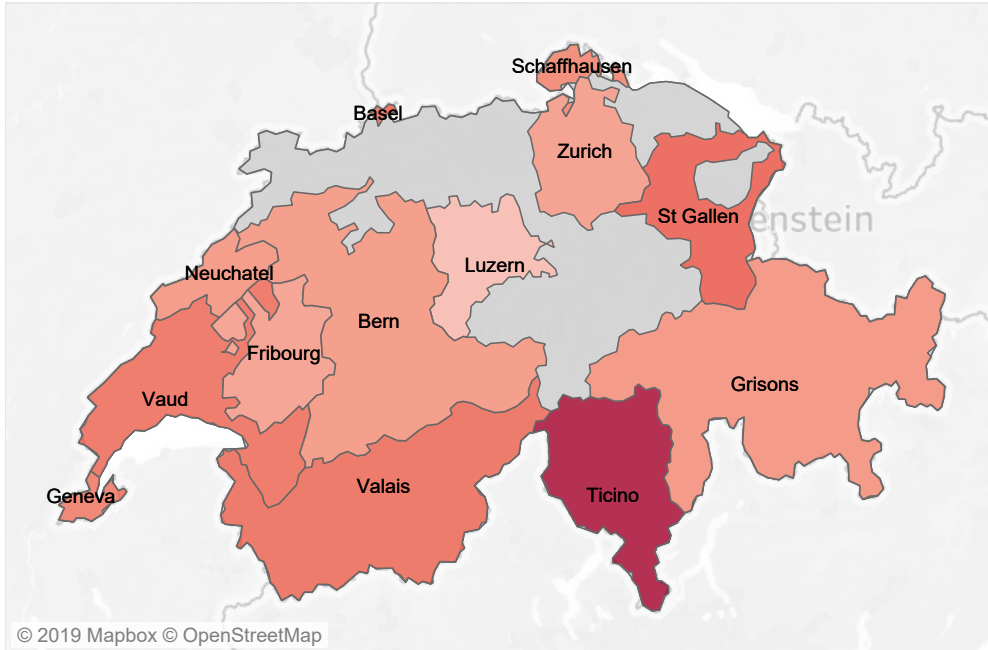 Schaffhausen
Basel
Zurich
St Gallen
enstein
Luzern
Neuchatel
Bern
Fribourg
Grisons
Vaud
Valais
Ticino
Geneva
© 2019 Mapbox © OpenStreetMap